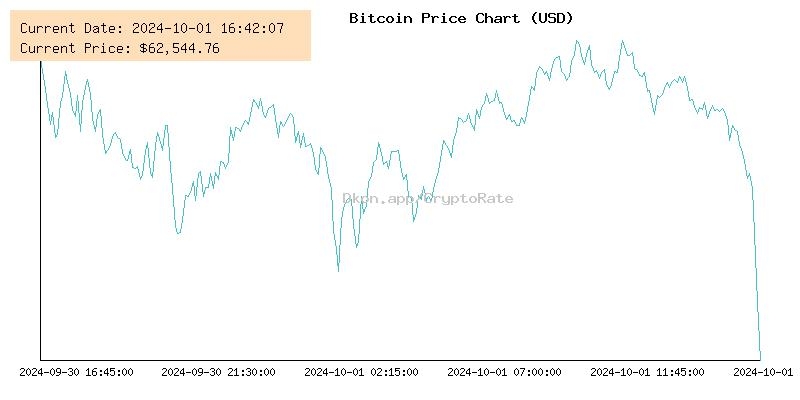 Bitcoin Price Chart (USD)
Current Date: 2024-10-01 16:42:07
Current Price: $62,544.76
Dkpn.app/CryptoRate
2024-09-30 16:45:00 2024-09-30 21:30:00 2024-10-01 02:15:00 2024-10-01 07:00:00 2024-10-01 11:45:00 2024-10-01